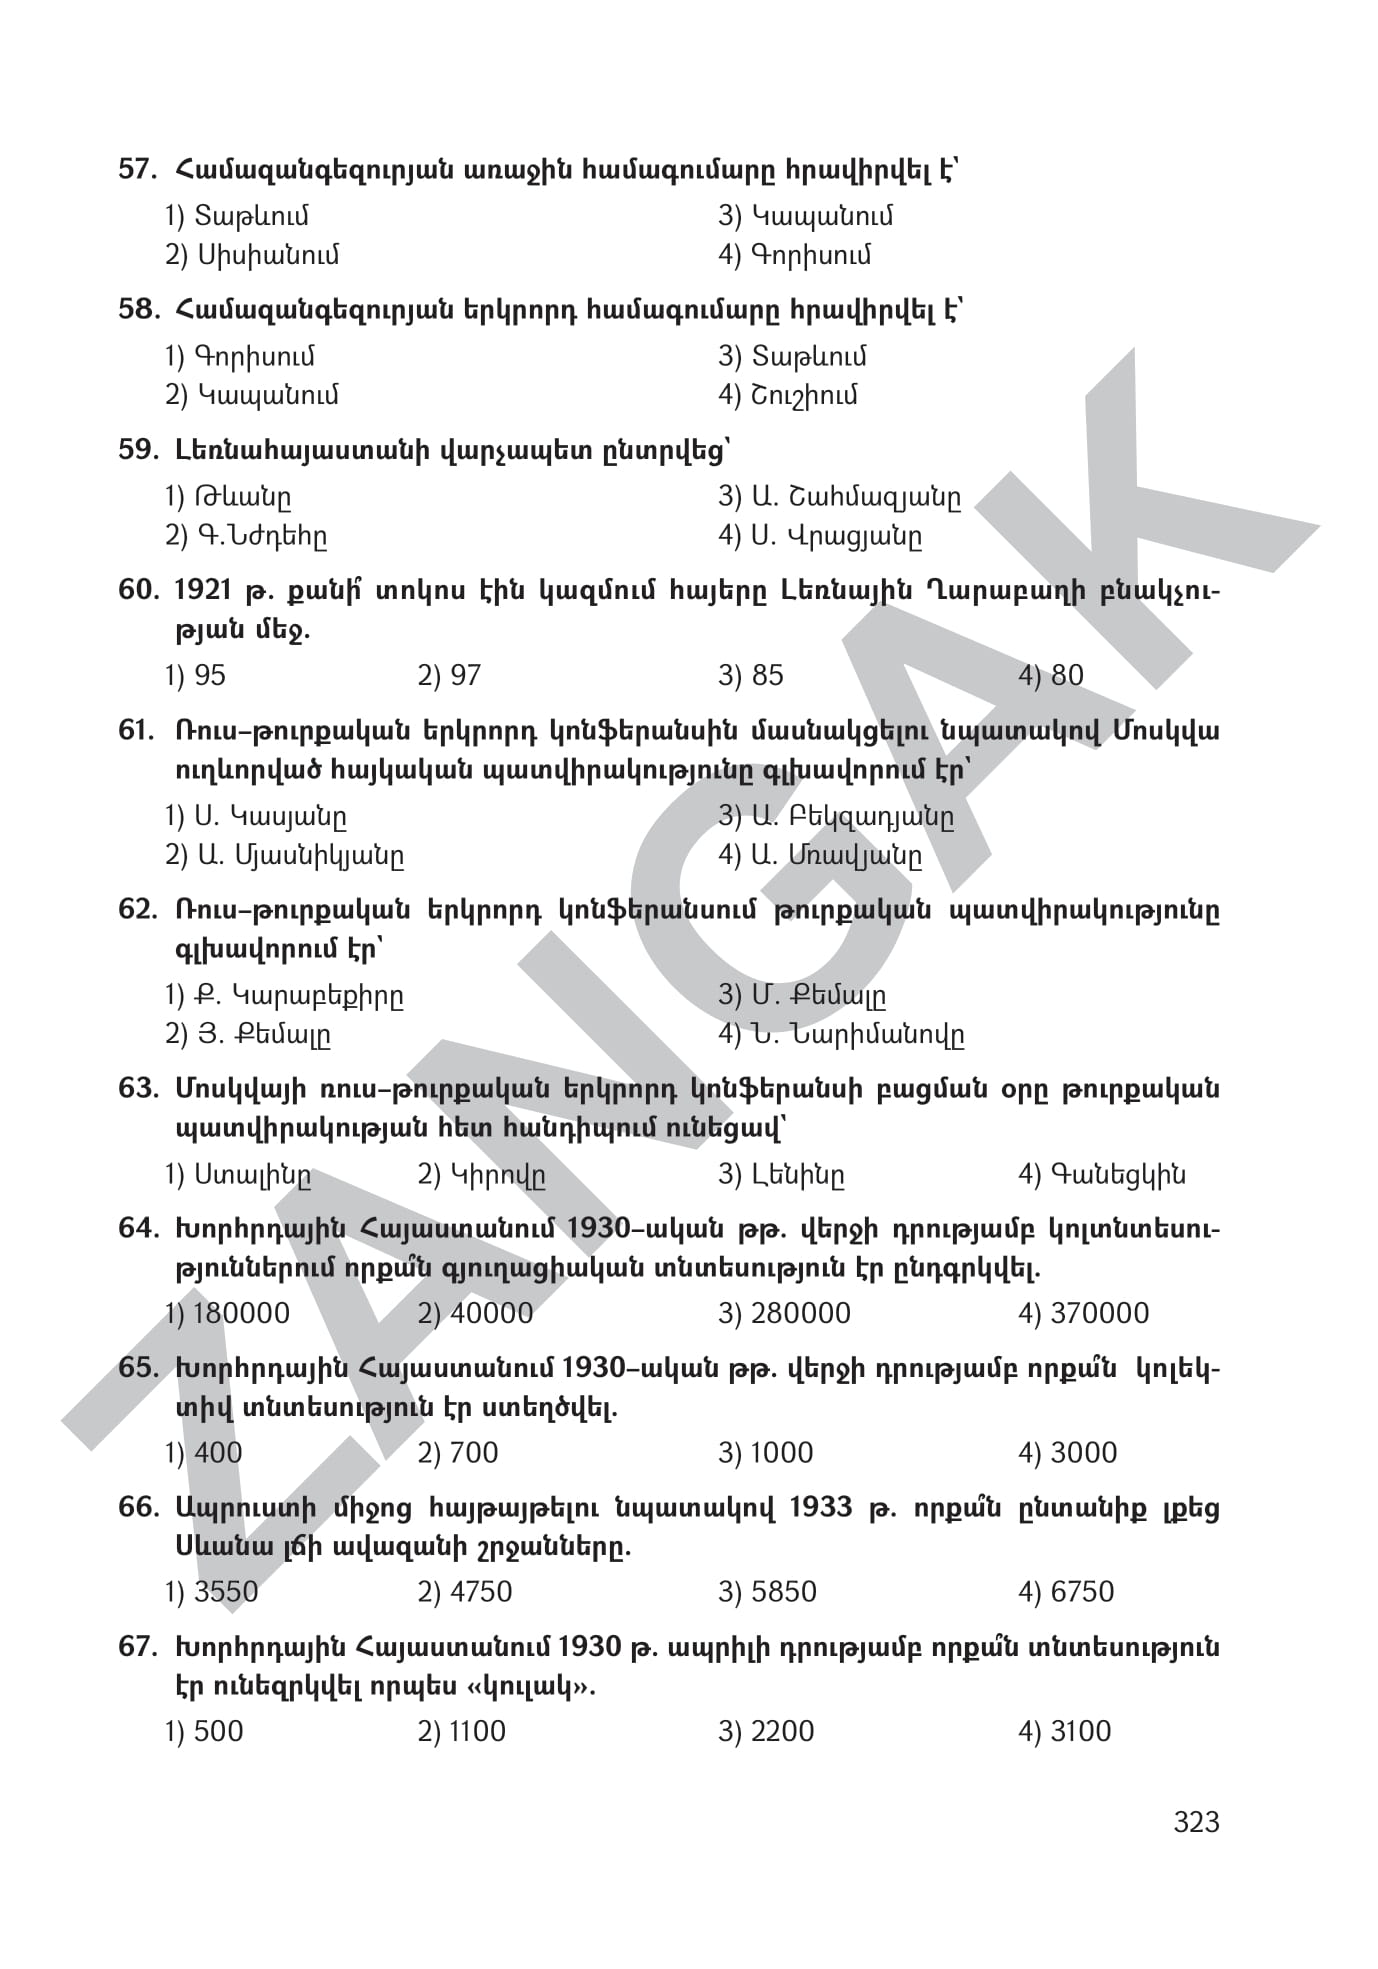 57. Համազանգեզուրյան առաջին համագումարը հրավիրվել է՝
1) Տաթևում 3) Կապանում
2) Սիսիանում 4) Գորիսում
58. Համազանգեզուրյան երկրորդ համագումարը հրավիրվել է՝
1) Գորիսում 3) Տաթևում
2) Կապանում 4) Շուշիում
59. Լեռնահայաստանի վարչապետ ընտրվեց՝
1) Թևանը 3) Ա. Շահմազյանը
2) Գ.Նժդեհը 4) Ս. Վրացյանը
60. 1921 թ. քանի՞ տոկոս էին կազմում հայերը Լեռնային Ղարաբաղի բնակչու-
թյան մեջ.
1) 95 2) 97 3) 85 4) 80
61. Ռուս–թուրքական երկրորդ կոնֆերանսին մասնակցելու նպատակով Մոսկվա
ուղևորված հայկական պատվիրակությունը գլխավորում էր՝
1) Ս. Կասյանը 3) Ա. Բեկզադյանը
2) Ա. Մյասնիկյանը 4) Ա. Մռավյանը
62. Ռուս–թուրքական երկրորդ կոնֆերանսում թուրքական պատվիրակությունը
գլխավորում էր՝
1) Ք. Կարաբեքիրը 3) Մ. Քեմալը
2) Յ. Քեմալը 4) Ն. Նարիմանովը
63. Մոսկվայի ռուս–թուրքական երկրորդ կոնֆերանսի բացման օրը թուրքական
պատվիրակության հետ հանդիպում ունեցավ՝
1) Ստալինը 2) Կիրովը 3) Լենինը 4) Գանեցկին
64. Խորհրդային Հայաստանում 1930–ական թթ. վերջի դրությամբ կոլտնտեսու-
թյուններում որքա՞ն գյուղացիական տնտեսություն էր ընդգրկվել.
1) 180000 2) 40000 3) 280000 4) 370000
65. Խորհրդային Հայաստանում 1930–ական թթ. վերջի դրությամբ որքա՞ն կոլեկ-
տիվ տնտեսություն էր ստեղծվել.
1) 400 2) 700 3) 1000 4) 3000
66. Ապրուստի միջոց հայթայթելու նպատակով 1933 թ. որքա՞ն ընտանիք լքեց
Սևանա լճի ավազանի շրջանները.
1) 3550 2) 4750 3) 5850 4) 6750
67. Խորհրդային Հայաստանում 1930 թ. ապրիլի դրությամբ որքա՞ն տնտեսություն
էր ունեզրկվել որպես «կուլակ».
1) 500 2) 1100 3) 2200 4) 3100
323
ZANGAK